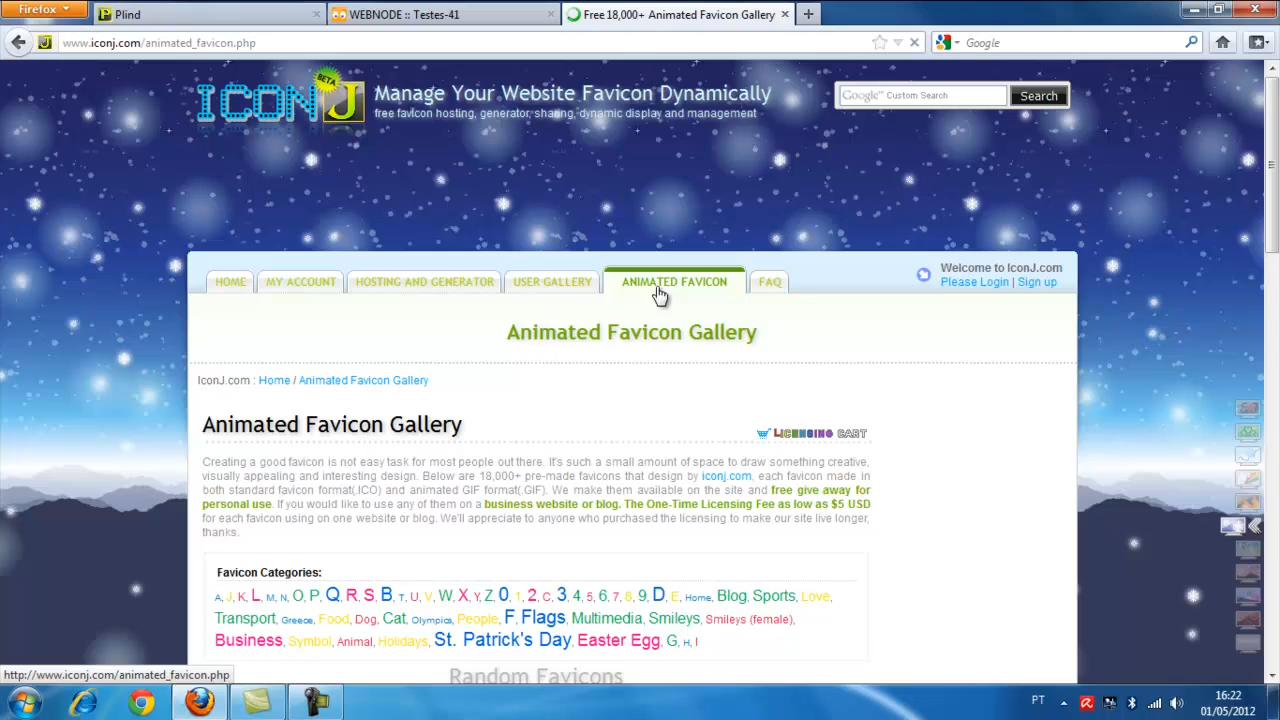 Firefox
Plind
WEBNODE :: Testes-41
Free 18,000+ Animated Favicon Gallery
www.iconj.com/animated_favicon.php
Google
ICONJ
BETA
Manage Your Website Favicon Dynamically
free favicon hosting, generator, sharing, dynamic display and management
Google™ Custom Search
Search
HOME
MY ACCOUNT
HOSTING AND GENERATOR
USER GALLERY
ANIMATED FAVICON
FAQ
Welcome to IconJ.com
Please Login | Sign up
Animated Favicon Gallery
IconJ.com : Home / Animated Favicon Gallery
Animated Favicon Gallery
LICENSING CART
Creating a good favicon is not easy task for most people out there. It's such a small amount of space to draw something creative,
visually appealing and interesting design. Below are 18,000+ pre-made favicons that design by iconj.com, each favicon made in
both standard favicon format(.ICO) and animated GIF format(.GIF). We make them available on the site and free give away for
personal use. If you would like to use any of them on a business website or blog. The One-Time Licensing Fee as low as $5 USD
for each favicon using on one website or blog. We'll appreciate to anyone who purchased the licensing to make our site live longer,
thanks.
Favicon Categories:
A, J, K, L, M, N, O, P, Q, R, S, B, T, U, V, W, X, Y, Z, 0, 1, 2, C, 3, 4, 5, 6, 7, 8, 9, D, E, Home, Blog, Sports, Love,
Transport, Greece, Food, Dog, Cat, Olympics, People, F, Flags, Multimedia, Smileys, Smileys (female),
Business, Symbol, Animal, Holidays, St. Patrick's Day, Easter Egg, G, H, I
Random Favicons
http://www.iconj.com/animated_favicon.php
PT
16:22
01/05/2012